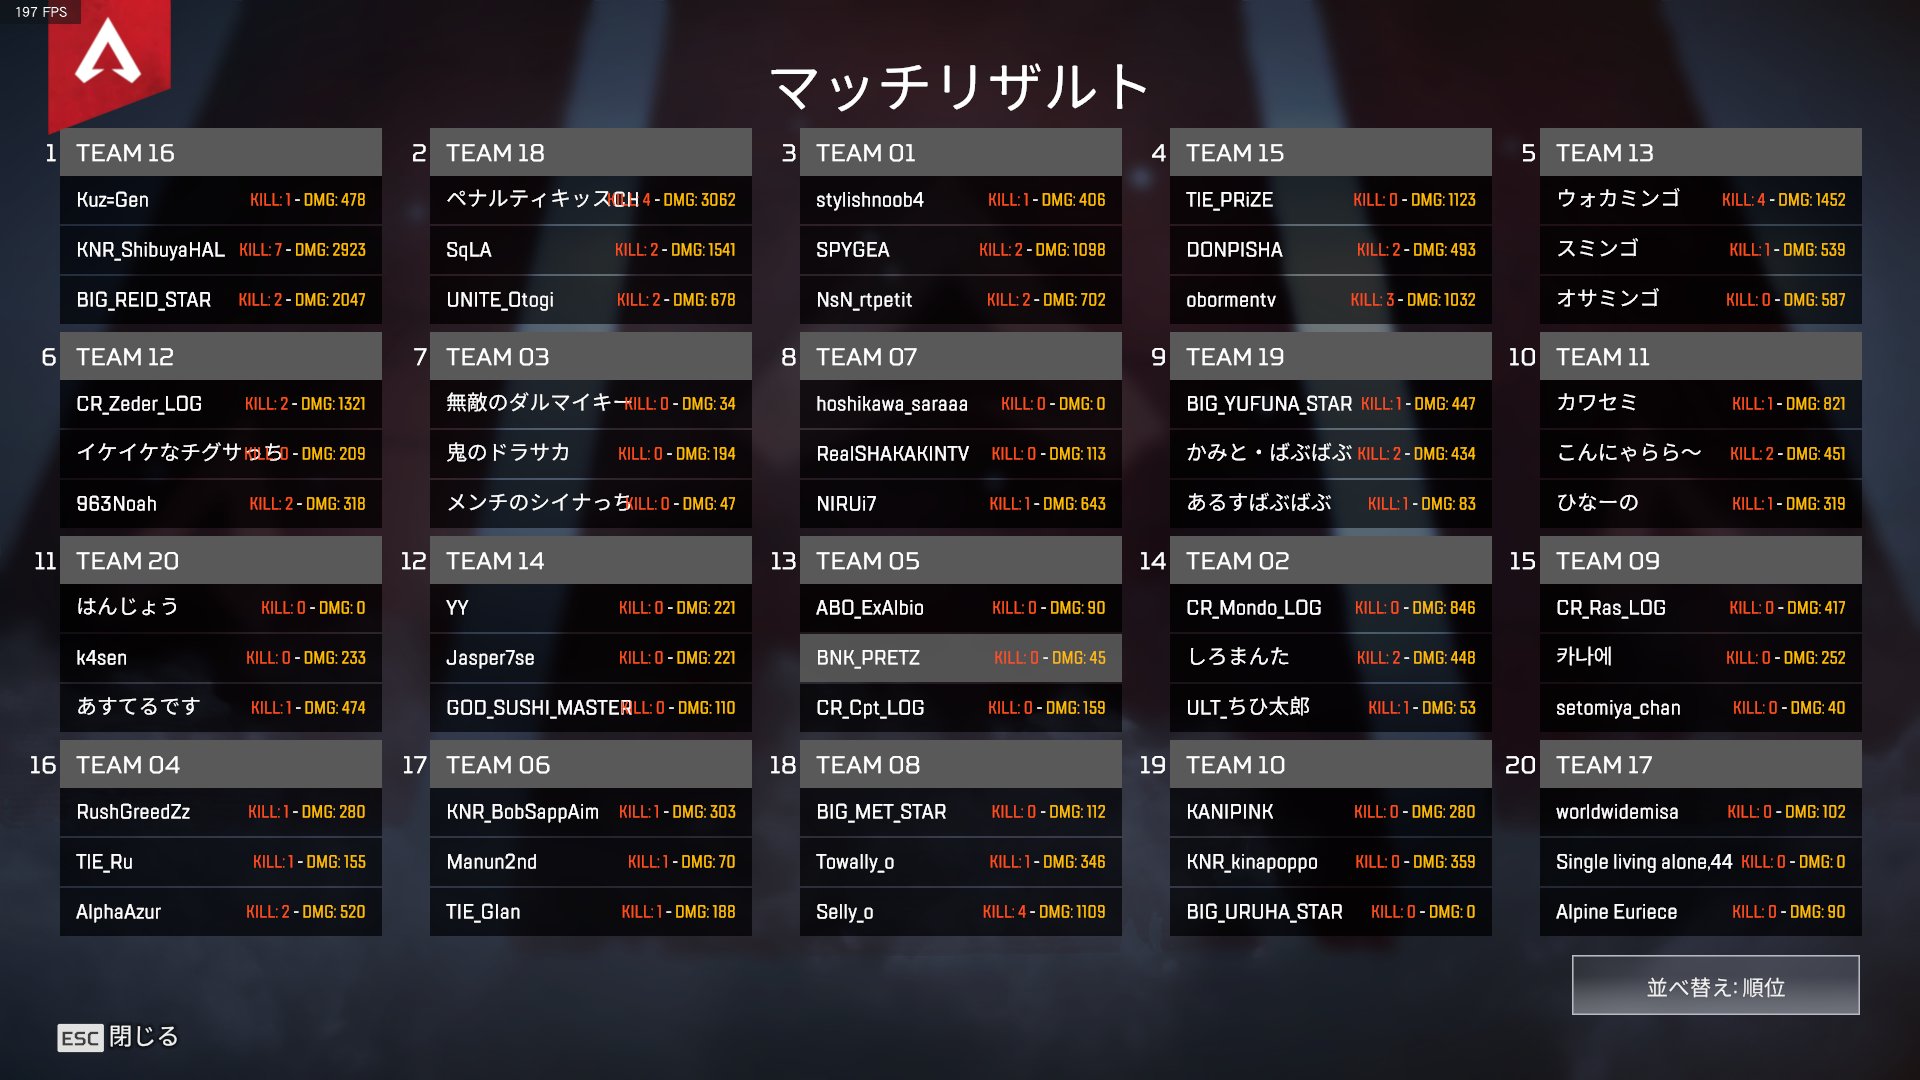 197 FPS
マッチリザルト
1 TEAM 16
Kuz=Gen KILL: 1 - DMG: 478
KNR_ShibuyaHAL KILL: 7 - DMG: 2923
BIG_REID_STAR KILL: 2 - DMG: 2047
2 TEAM 18
ペナルティキッスCH KILL: 4 - DMG: 3062
SqLA KILL: 2 - DMG: 1541
UNITE_Otogi KILL: 2 - DMG: 678
3 TEAM 01
stylishnoob4 KILL: 1 - DMG: 406
SPYGEA KILL: 2 - DMG: 1098
NsN_rtpetit KILL: 2 - DMG: 702
4 TEAM 15
TIE_PRiZE KILL: 0 - DMG: 1123
DONPISHA KILL: 2 - DMG: 493
obormentv KILL: 3 - DMG: 1032
5 TEAM 13
ウォカミンゴ KILL: 4 - DMG: 1452
スミンゴ KILL: 1 - DMG: 539
オサミンゴ KILL: 0 - DMG: 587
6 TEAM 12
CR_Zeder_LOG KILL: 2 - DMG: 1321
イケイケなチグサっち KILL: 0 - DMG: 209
963Noah KILL: 2 - DMG: 318
7 TEAM 03
無敵のダルマイキー KILL: 0 - DMG: 34
鬼のドラサカ KILL: 0 - DMG: 194
メンチのシイナっち KILL: 0 - DMG: 47
8 TEAM 07
hoshikawa_saraaa KILL: 0 - DMG: 0
RealSHAKAKINTV KILL: 0 - DMG: 113
NIRUi7 KILL: 1 - DMG: 643
9 TEAM 19
BIG_YUFUNA_STAR KILL: 1 - DMG: 447
かみと・ばぶばぶ KILL: 2 - DMG: 434
あるすばぶばぶ KILL: 1 - DMG: 83
10 TEAM 11
カワセミ KILL: 1 - DMG: 821
こんにゃらら〜 KILL: 2 - DMG: 451
ひなーの KILL: 1 - DMG: 319
11 TEAM 20
はんじょう KILL: 0 - DMG: 0
k4sen KILL: 0 - DMG: 233
あすてるです KILL: 1 - DMG: 474
12 TEAM 14
YY KILL: 0 - DMG: 221
Jasper7se KILL: 0 - DMG: 221
GOD_SUSHI_MASTER KILL: 0 - DMG: 110
13 TEAM 05
ABO_ExAlbio KILL: 0 - DMG: 90
BNK_PRETZ KILL: 0 - DMG: 45
CR_Cpt_LOG KILL: 0 - DMG: 159
14 TEAM 02
CR_Mondo_LOG KILL: 0 - DMG: 846
しろまんた KILL: 2 - DMG: 448
ULT_ちひ太郎 KILL: 1 - DMG: 53
15 TEAM 09
CR_Ras_LOG KILL: 0 - DMG: 417
카나에 KILL: 0 - DMG: 252
setomiya_chan KILL: 0 - DMG: 40
16 TEAM 04
RushGreedZz KILL: 1 - DMG: 280
TIE_Ru KILL: 1 - DMG: 155
AlphaAzur KILL: 2 - DMG: 520
17 TEAM 06
KNR_BobSappAim KILL: 1 - DMG: 303
Manun2nd KILL: 1 - DMG: 70
TIE_Glan KILL: 1 - DMG: 188
18 TEAM 08
BIG_MET_STAR KILL: 0 - DMG: 112
Towally_o KILL: 1 - DMG: 346
Selly_o KILL: 4 - DMG: 1109
19 TEAM 10
KANIPINK KILL: 0 - DMG: 280
KNR_kinapoppo KILL: 0 - DMG: 359
BIG_URUHA_STAR KILL: 0 - DMG: 0
20 TEAM 17
worldwidemisa KILL: 0 - DMG: 102
Single living alone,44 KILL: 0 - DMG: 0
Alpine Euriece KILL: 0 - DMG: 90
並べ替え: 順位
ESC 閉じる